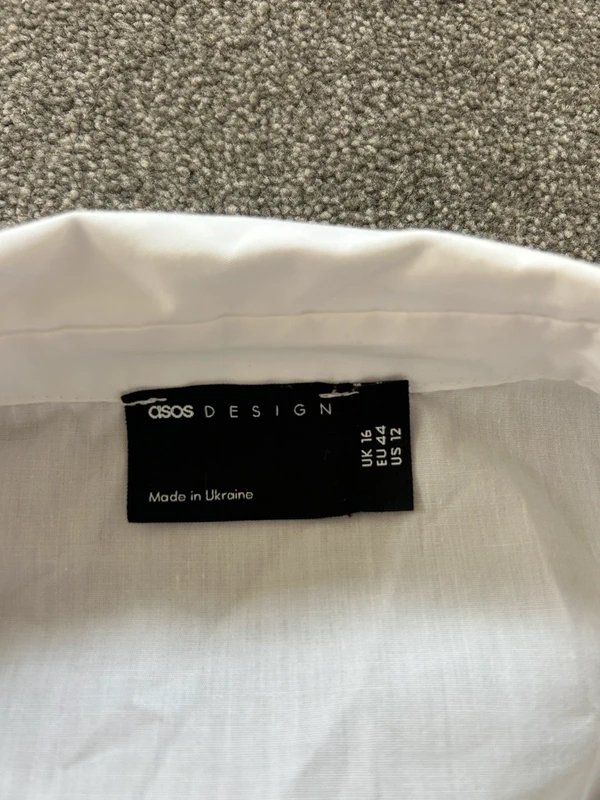 asos DESIGN
Made in Ukraine
UK 16
EU 44
US 12